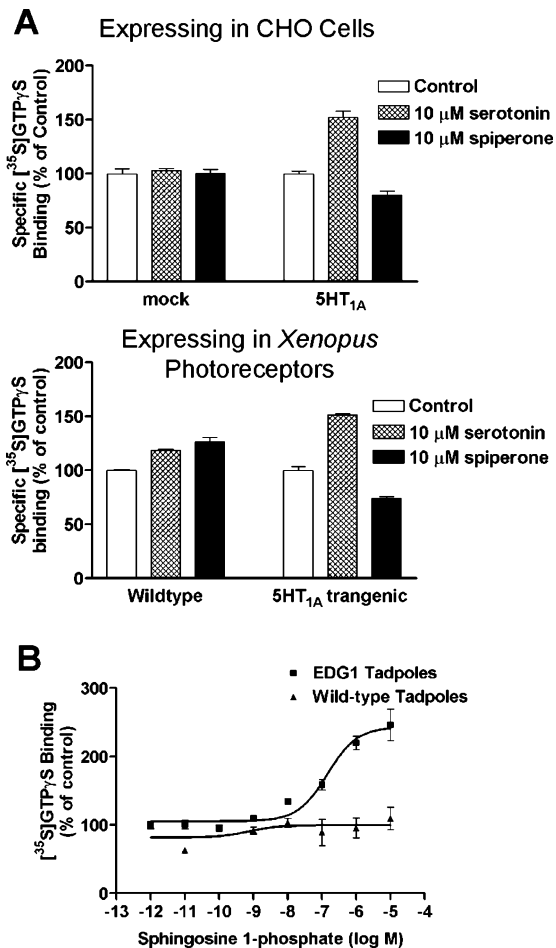 A
Expressing in CHO Cells
Specific [35S]GTPγS
Binding (% of Control)
200
150
100
50
0
Control
10 μM serotonin
10 μM spiperone
mock
5HT1A
Expressing in Xenopus
Photoreceptors
Specific [35S]GTPγS
binding (% of control)
200
150
100
50
0
Control
10 μM serotonin
10 μM spiperone
Wildtype
5HT1A trangenic
B
EDG1 Tadpoles
Wild-type Tadpoles
[35S]GTPγS Binding
(% of control)
300
200
100
0
-13 -12 -11 -10 -9 -8 -7 -6 -5 -4
Sphingosine 1-phosphate (log M)